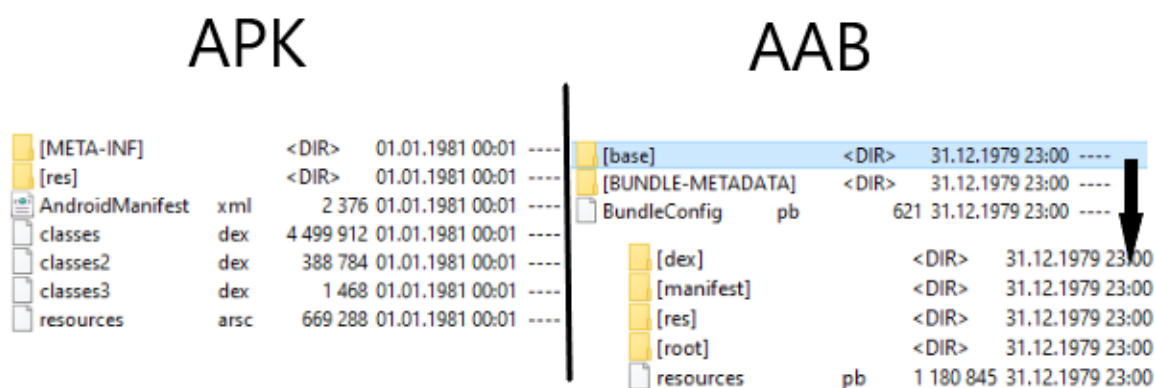 APK
[META-INF] <DIR> 01.01.1981 00:01 ----
[res] <DIR> 01.01.1981 00:01 ----
AndroidManifest xml 2 376 01.01.1981 00:01 ----
classes dex 4 499 912 01.01.1981 00:01 ----
classes2 dex 388 784 01.01.1981 00:01 ----
classes3 dex 1 468 01.01.1981 00:01 ----
resources arsc 669 288 01.01.1981 00:01 ----
AAB
[base] <DIR> 31.12.1979 23:00 ----
[BUNDLE-METADATA] <DIR> 31.12.1979 23:00 ----
BundleConfig pb 621 31.12.1979 23:00 ----
[dex] <DIR> 31.12.1979 23:00
[manifest] <DIR> 31.12.1979 23:00
[res] <DIR> 31.12.1979 23:00
[root] <DIR> 31.12.1979 23:00
resources pb 1 180 845 31.12.1979 23:00